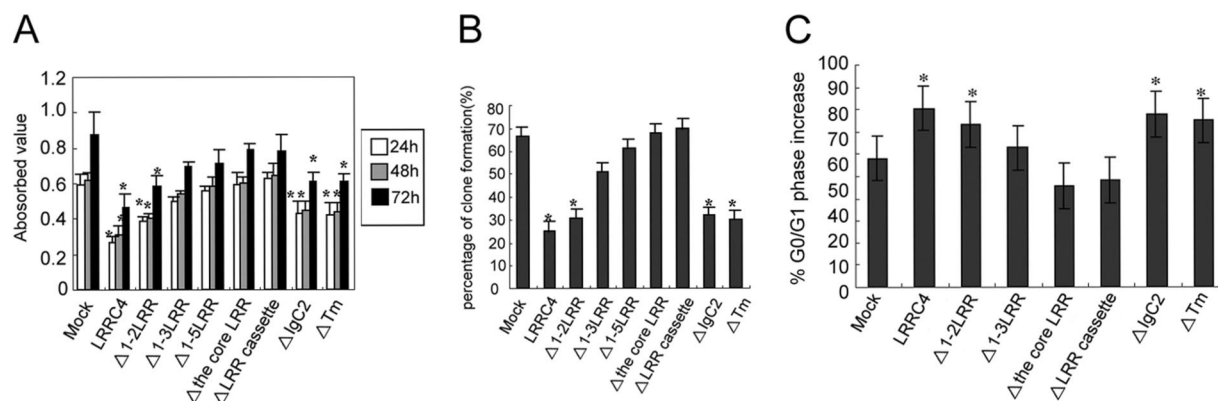 A
Abosorbed value
1.2
1.0
0.8
0.6
0.4
0.2
0
* * *
* * *
* * *
* * *
24h
48h
72h
Mock
LRRC4
△1-2LRR
△1-3LRR
△1-5LRR
△the core LRR
△LRR cassette
△IgC2
△Tm
B
percentage of clone formation(%)
80
70
60
50
40
30
20
10
0
* * * *
Mock
LRRC4
△1-2LRR
△1-3LRR
△1-5LRR
△the core LRR
△LRR cassette
△IgC2
△Tm
C
% G0/G1 phase increase
100
90
80
70
60
50
40
30
20
10
0
* * * *
Mock
LRRC4
△1-2LRR
△1-3LRR
△the core LRR
△LRR cassette
△IgC2
△Tm